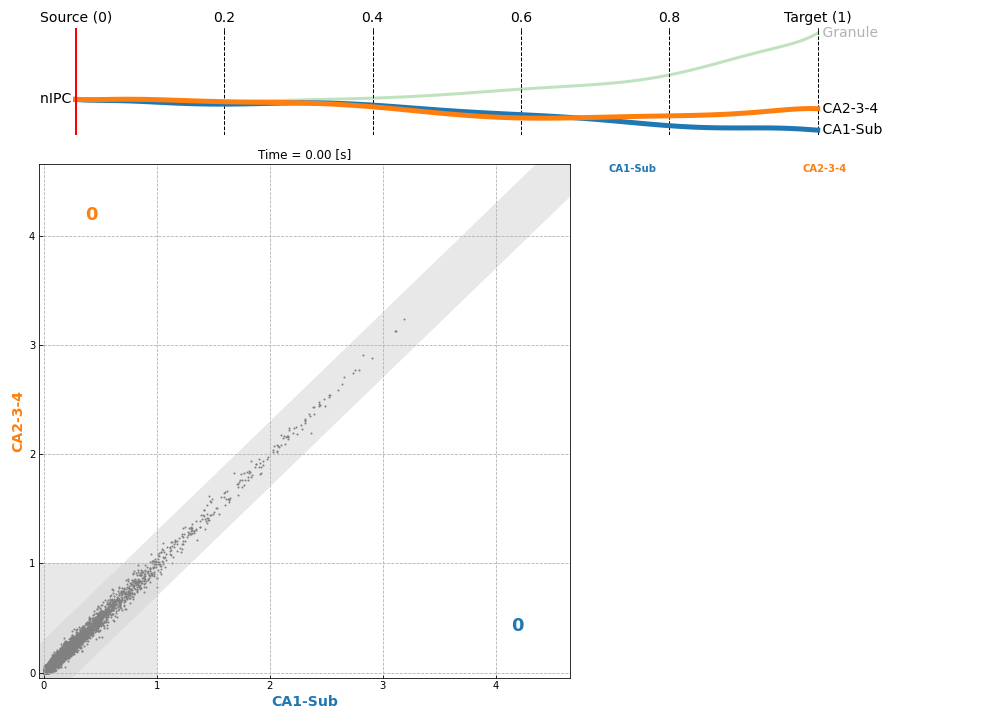 Source (0) 0.2 0.4 0.6 0.8 Target (1)
Granule
nIPC
CA2-3-4
CA1-Sub
Time = 0.00 [s]
CA1-Sub CA2-3-4
0
4
3
CA2-3-4
2
1
0
0
0 1 2 3 4
CA1-Sub